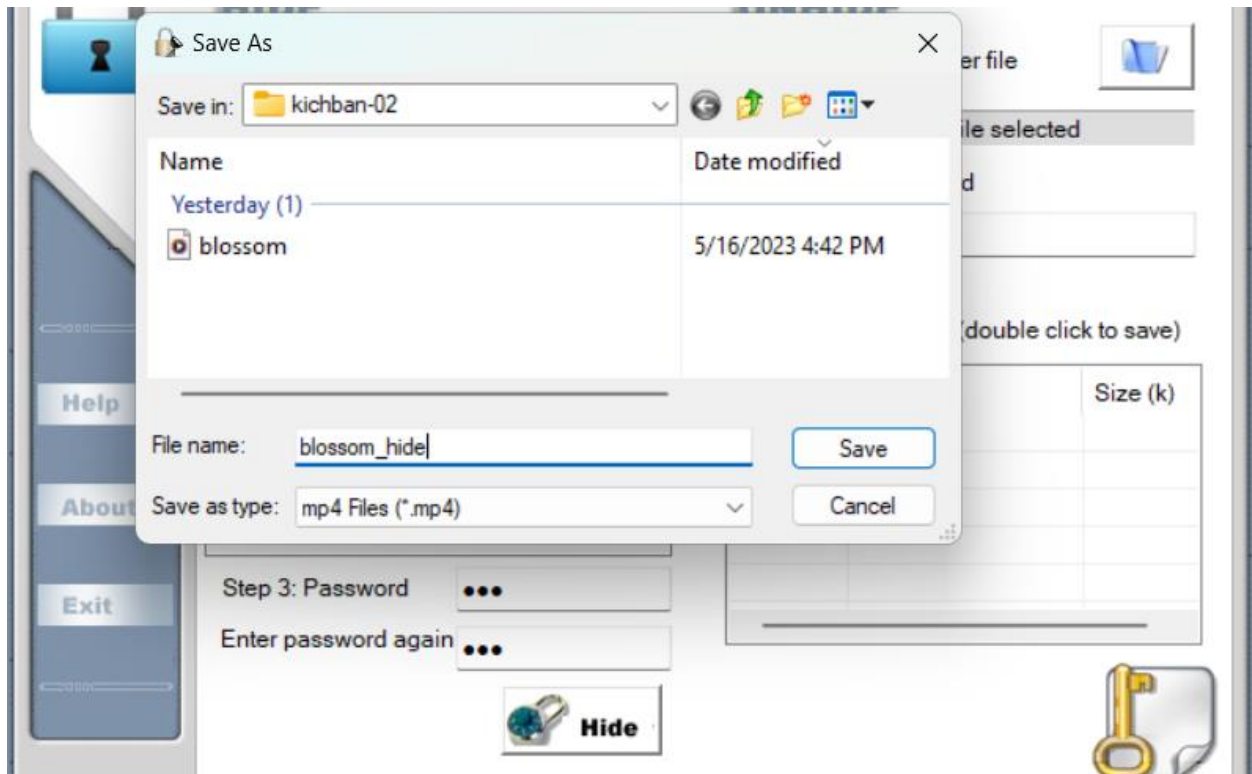 Save As
er file
Save in: kichban-02
ile selected
Name Date modified
d
Yesterday (1)
blossom 5/16/2023 4:42 PM
(double click to save)
Size (k)
Help
File name: blossom_hide Save
About
Save as type: mp4 Files (*.mp4) Cancel
Step 3: Password •••
Exit
Enter password again •••
Hide